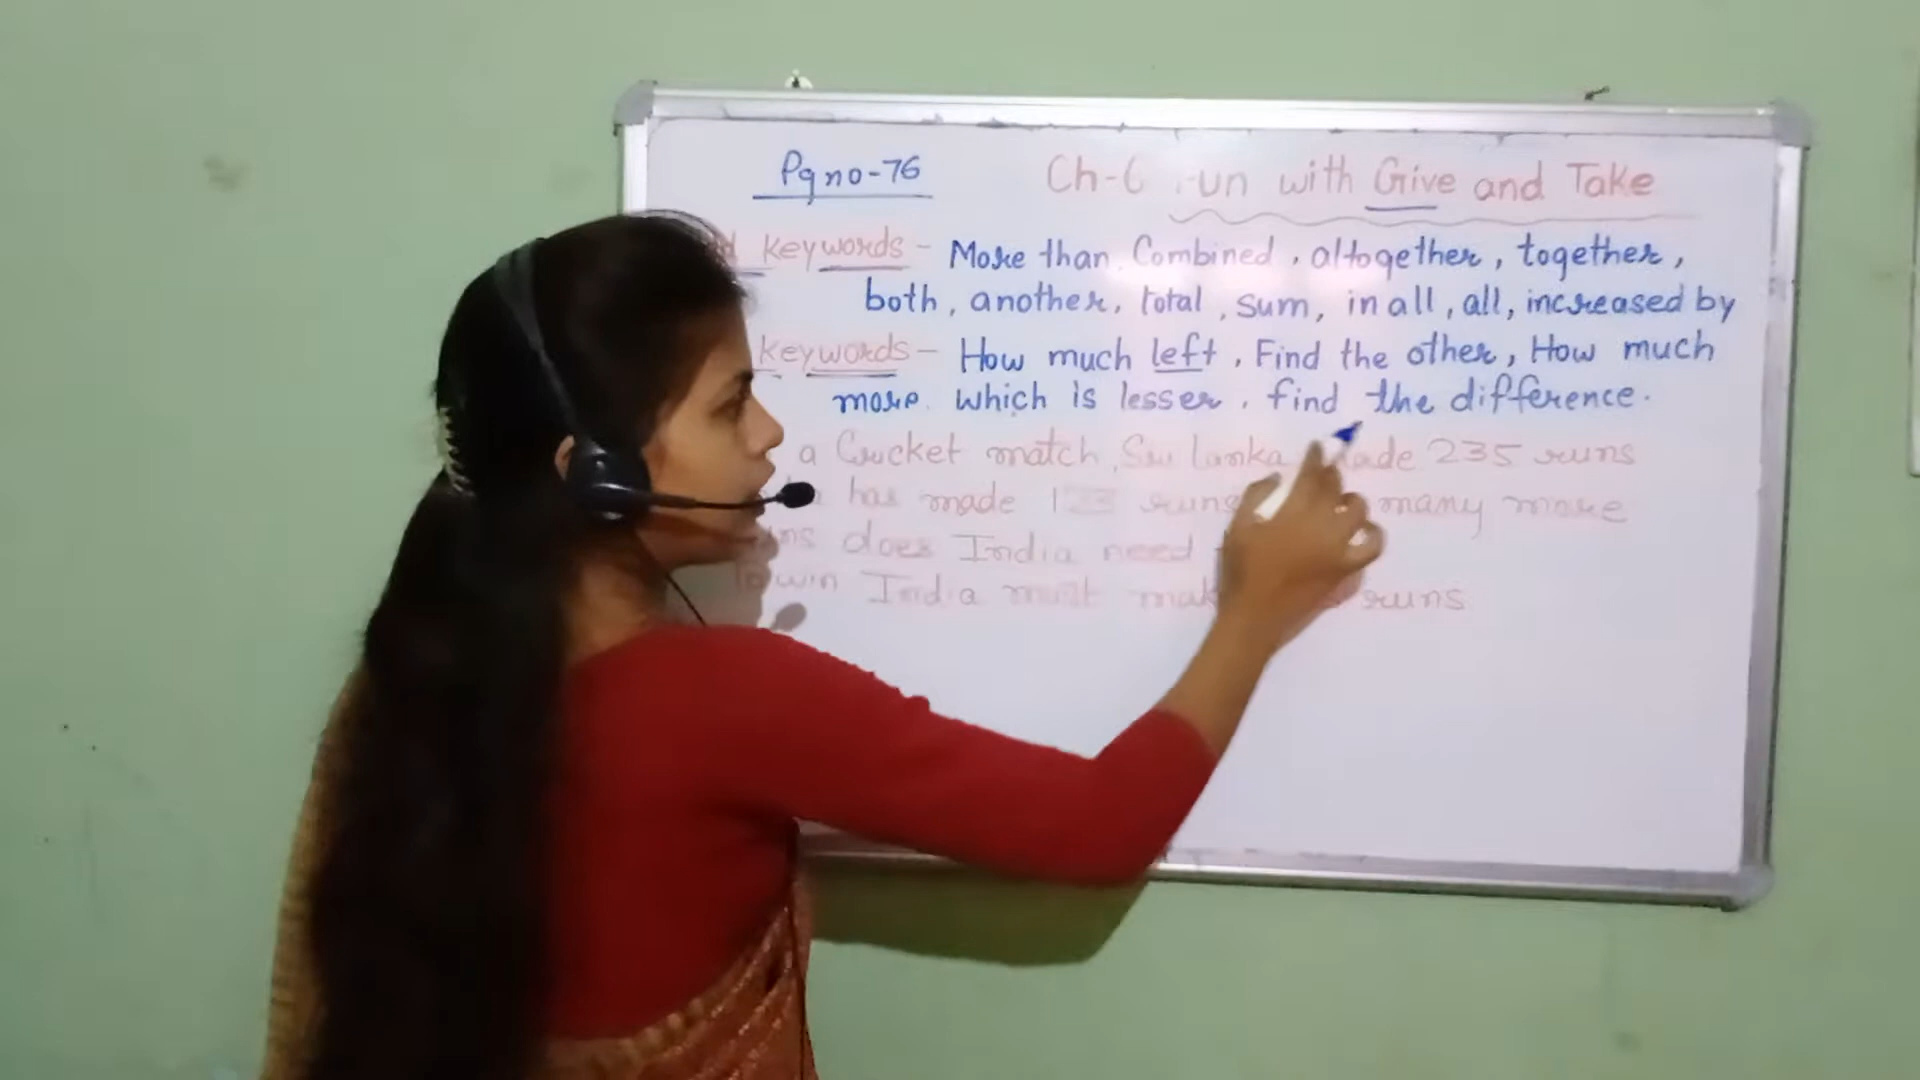 Pg no-76
Ch-6 Fun with Give and Take
keywords - More than, Combined, altogether, together,
both, another, total, sum, in all, all, increased by
keywords - How much left, Find the other, How much
more, which is lesser, find the difference.
a Cricket match, Sri Lanka made 235 runs
has made runs many more
does India need
To win India must runs